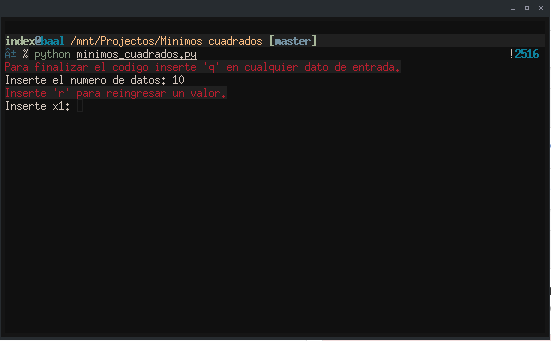 index@baal /mnt/Projectos/Minimos cuadrados [master]
± % python minimos_cuadrados.py !2516
Para finalizar el codigo inserte 'q' en cualquier dato de entrada.
Inserte el numero de datos: 10
Inserte 'r' para reingresar un valor.
Inserte x1: